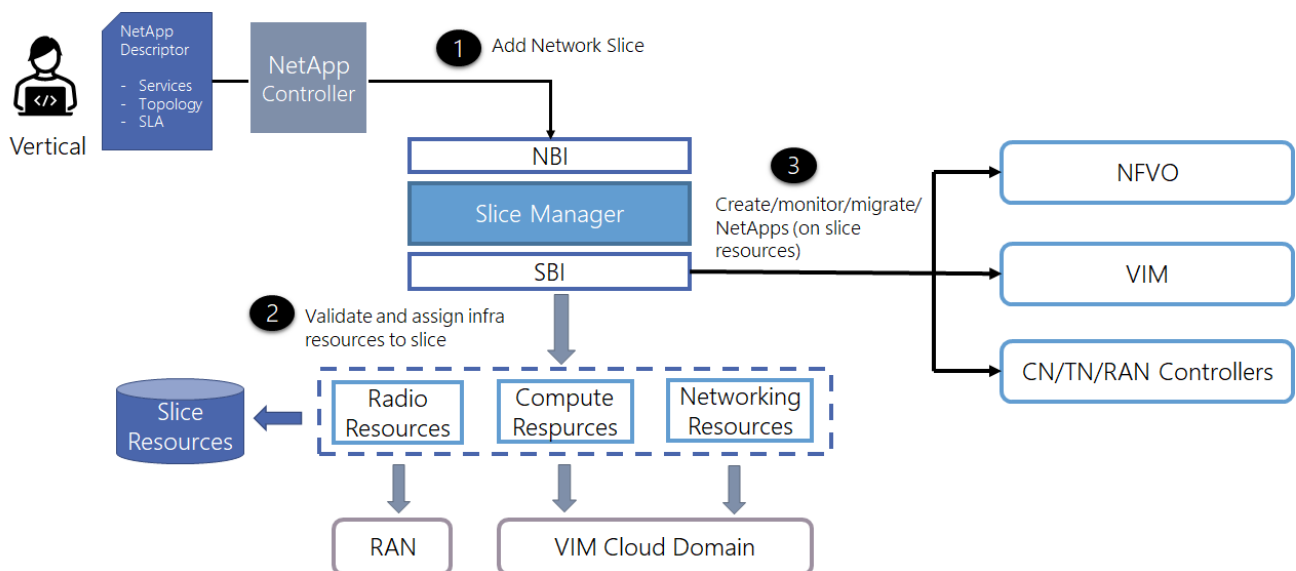 NetApp
Descriptor
- Services
- Topology
- SLA
</>
Vertical
NetApp
Controller
1
Add Network Slice
NBI
Slice Manager
SBI
3
Create/monitor/migrate/
NetApps (on slice
resources)
NFVO
VIM
CN/TN/RAN Controllers
2
Validate and assign infra
resources to slice
Slice
Resources
Radio
Resources
Compute
Respurces
Networking
Resources
RAN
VIM Cloud Domain